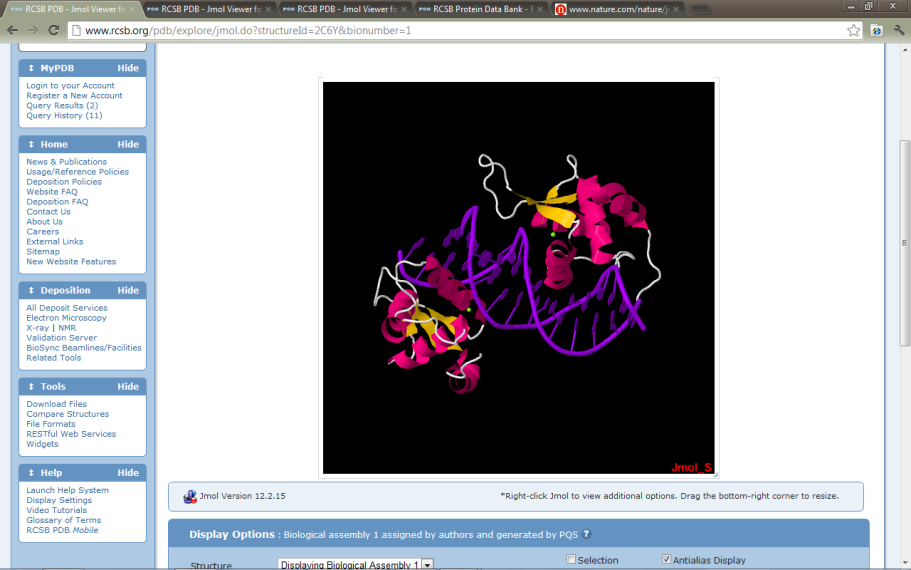 RCSB PDB - Jmol Viewer fo
RCSB PDB - Jmol Viewer fo
RCSB PDB - Jmol Viewer fo
RCSB Protein Data Bank -
www.nature.com/nature/j
www.rcsb.org/pdb/explore/jmol.do?structureId=2C6Y&bionumber=1
MyPDB Hide
Login to your Account
Register a New Account
Query Results (2)
Query History (11)
Home Hide
News & Publications
Usage/Reference Policies
Deposition Policies
Website FAQ
Deposition FAQ
Contact Us
About Us
Careers
External Links
Sitemap
New Website Features
Deposition Hide
All Deposit Services
Electron Microscopy
X-ray | NMR
Validation Server
BioSync Beamlines/Facilities
Related Tools
Tools Hide
Download Files
Compare Structures
File Formats
RESTful Web Services
Widgets
Help Hide
Launch Help System
Display Settings
Video Tutorials
Glossary of Terms
RCSB PDB Mobile
Jmol_S
Jmol Version 12.2.15
*Right-click Jmol to view additional options. Drag the bottom-right corner to resize.
Display Options : Biological assembly 1 assigned by authors and generated by PQS ?
Structure
Displaying Biological Assembly 1
Selection
Antialias Display